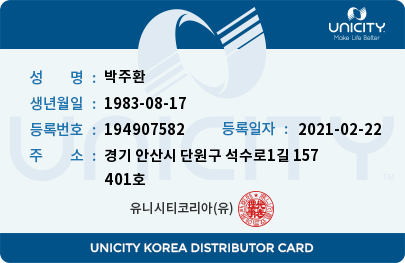 UNICITY
Make Life Better
성 명 : 박주환
생년월일 : 1983-08-17
등록번호 : 194907582 등록일자 : 2021-02-22
주 소 : 경기 안산시 단원구 석수로1길 157
401호
UNICITY
유니시티코리아(유)
UNICITY KOREA DISTRIBUTOR CARD